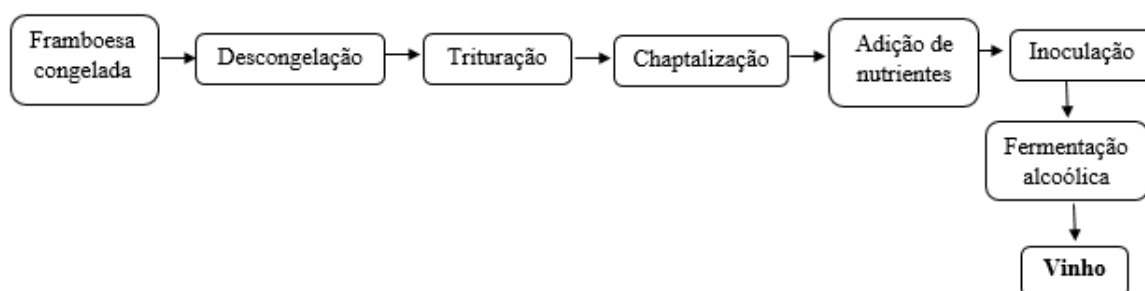 Framboesa
congelada
Descongelação
Trituração
Chaptalização
Adição de
nutrientes
Inoculação
Fermentação
alcoólica
Vinho